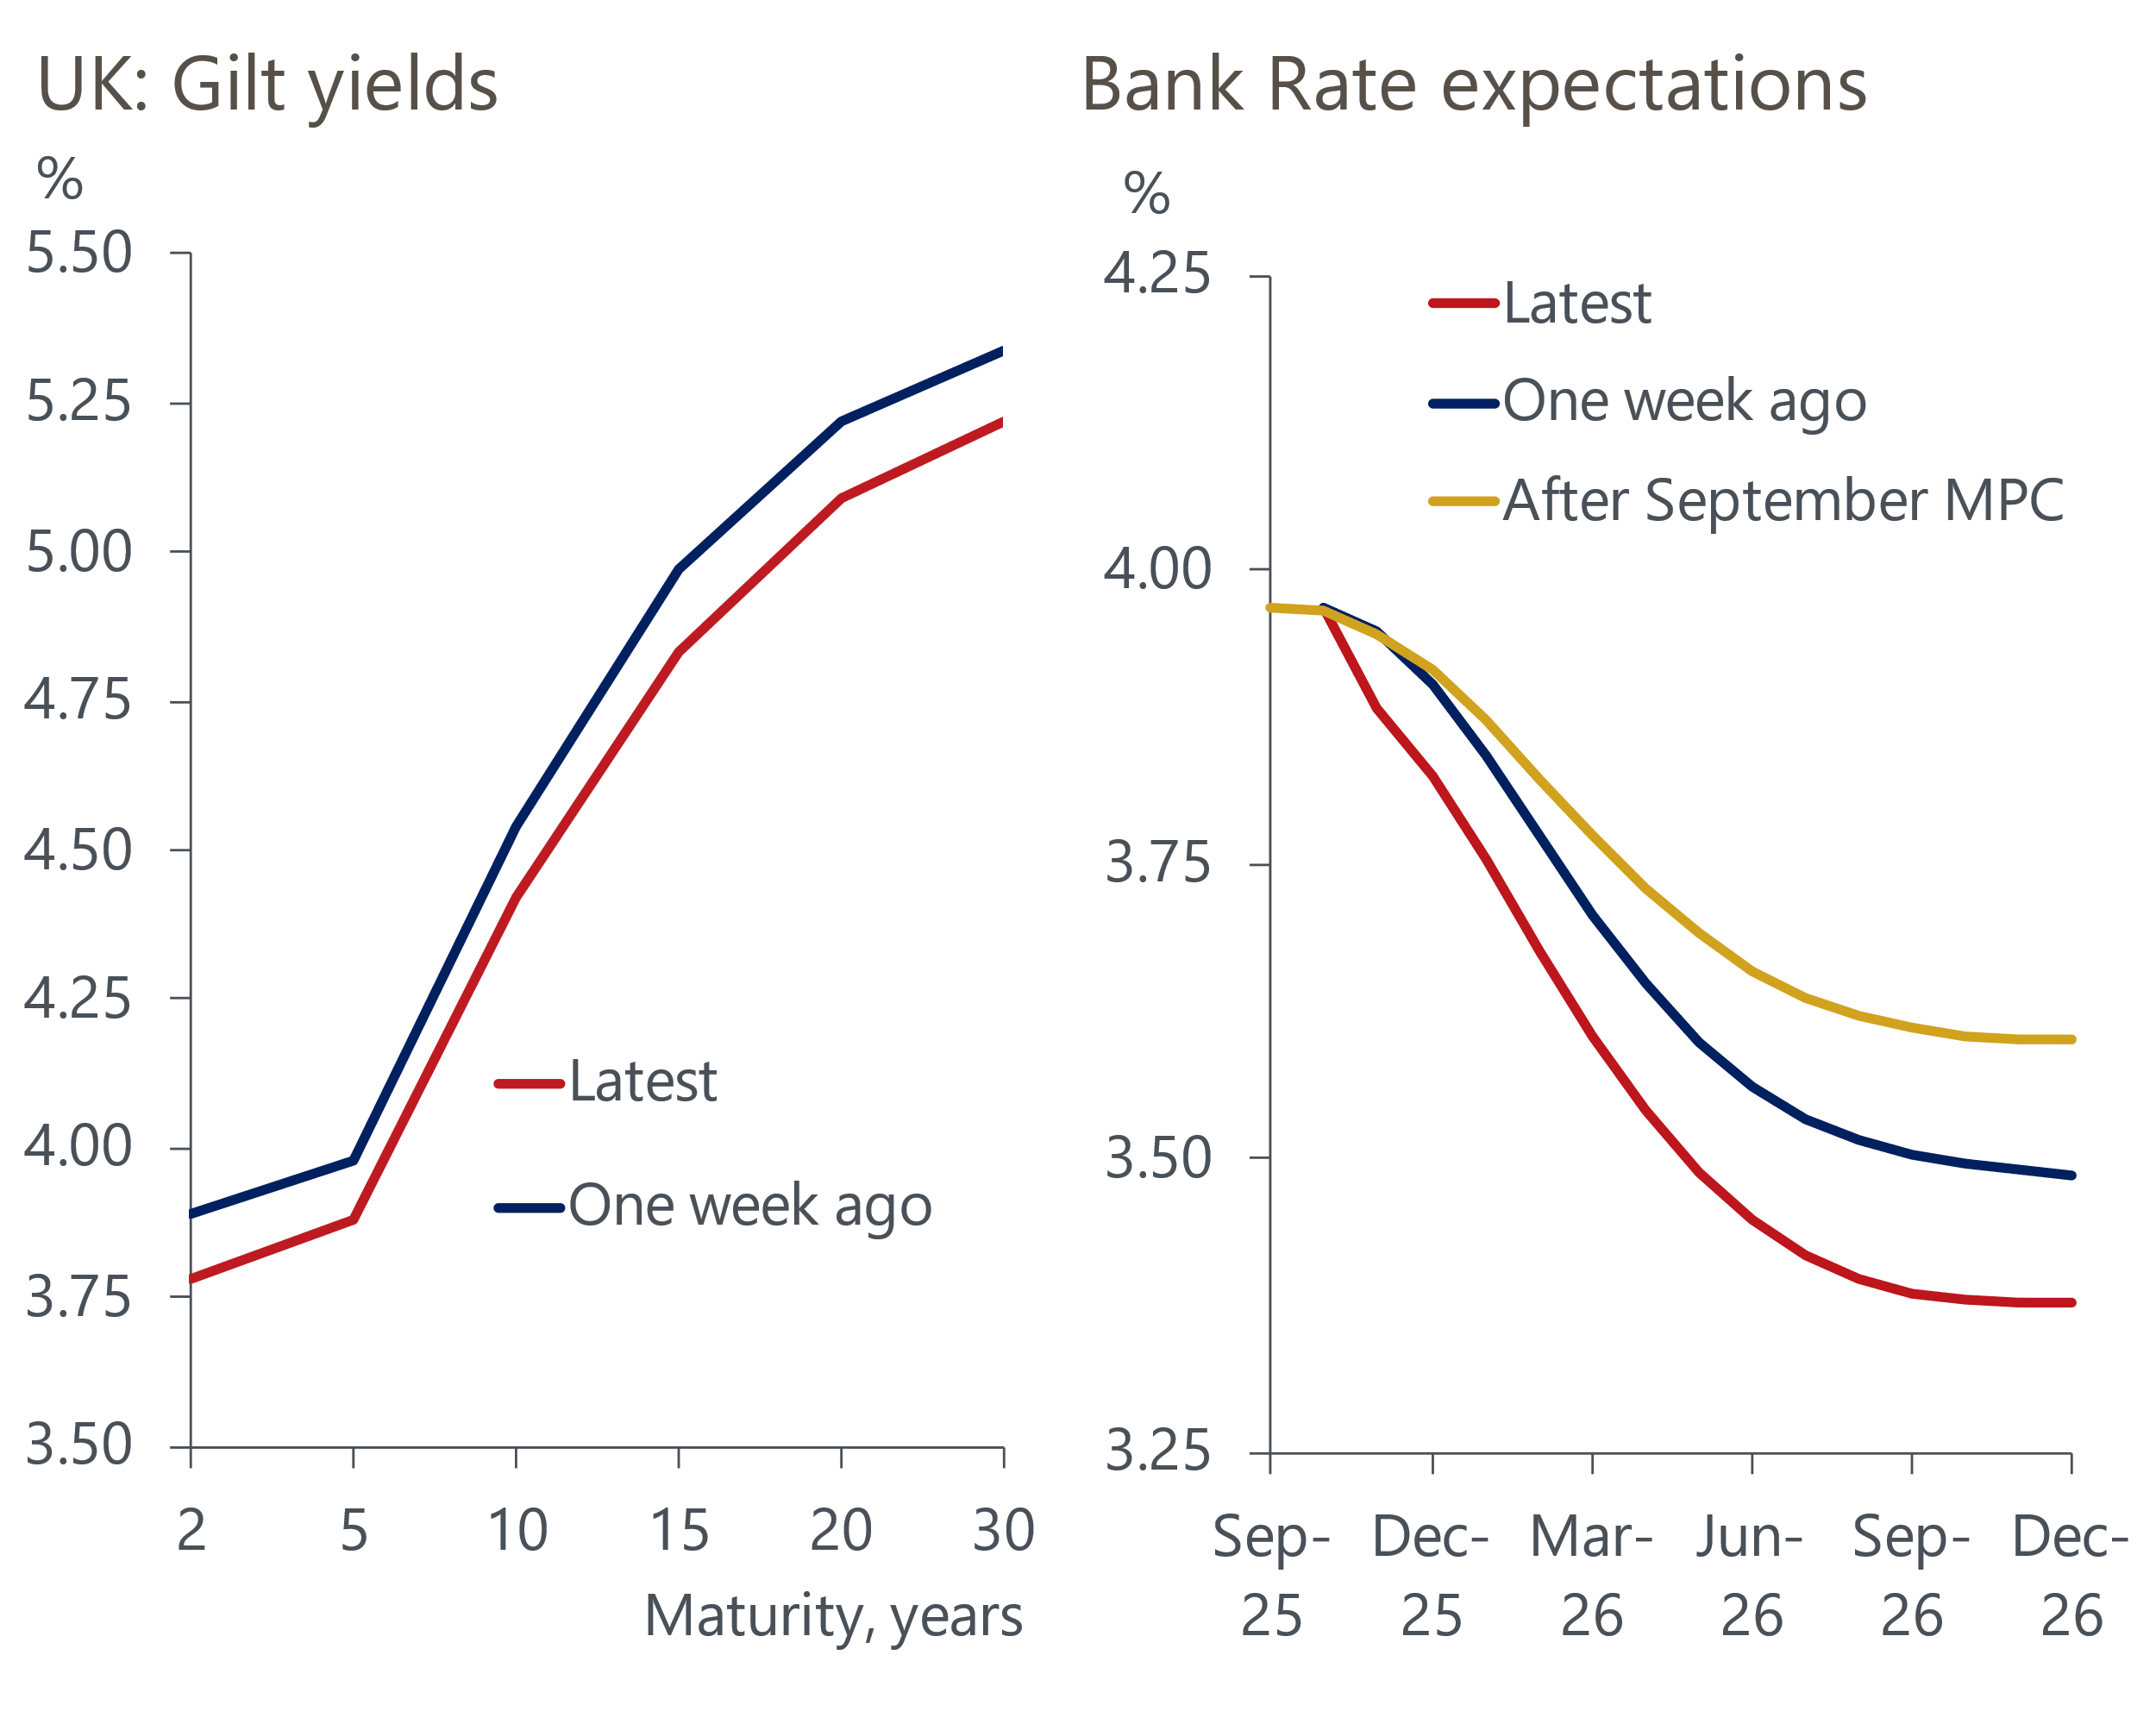 UK: Gilt yields
%
5.50
5.25
5.00
4.75
4.50
4.25
4.00
3.75
3.50
Latest
One week ago
2 5 10 15 20 30
Maturity, years
Bank Rate expectations
%
4.25
4.00
3.75
3.50
3.25
Latest
One week ago
After September MPC
Sep- Dec- Mar- Jun- Sep- Dec-
25 25 26 26 26 26